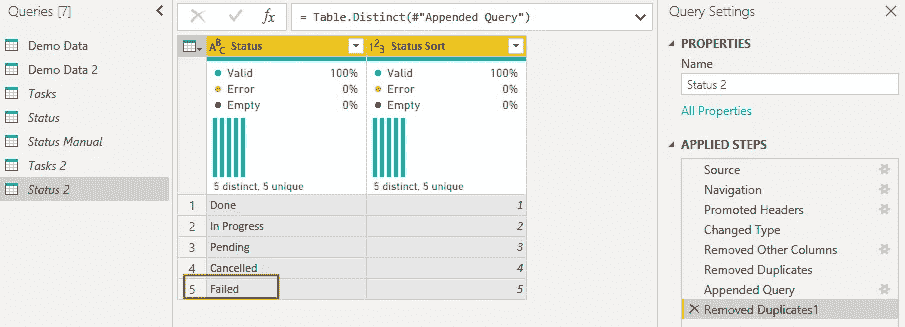 Queries [7]
Demo Data
Demo Data 2
Tasks
Status
Status Manual
Tasks 2
Status 2
fx
= Table.Distinct(#"Appended Query")
ABC Status
123 Status Sort
Valid 100%
Error 0%
Empty 0%
5 distinct, 5 unique
Valid 100%
Error 0%
Empty 0%
5 distinct, 5 unique
1 Done 1
2 In Progress 2
3 Pending 3
4 Cancelled 4
5 Failed 5
Query Settings
PROPERTIES
Name
Status 2
All Properties
APPLIED STEPS
Source
Navigation
Promoted Headers
Changed Type
Removed Other Columns
Removed Duplicates
Appended Query
Removed Duplicates1